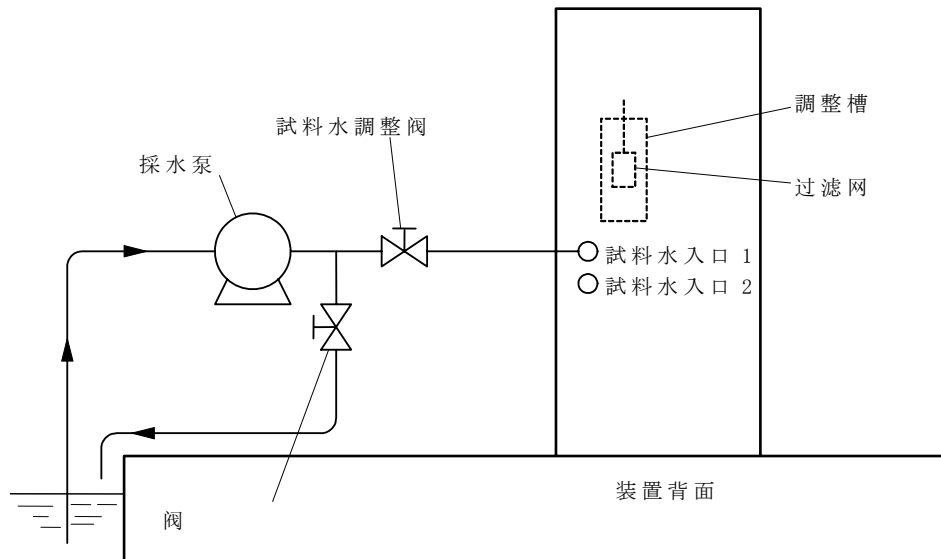 調整槽
試料水調整阀
採水泵
过滤网
試料水入口 1
試料水入口 2
装置背面
阀